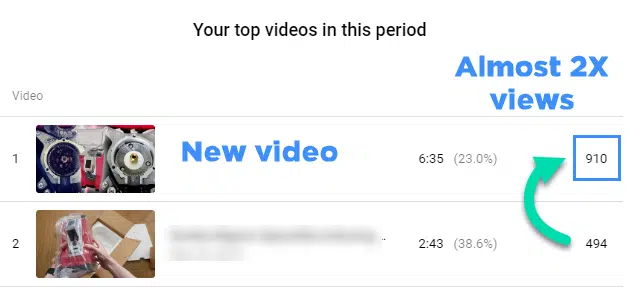 Your top videos in this period
Almost 2X
views
Video
1 New video 6:35 (23.0%) 910
2 2:43 (38.6%) 494